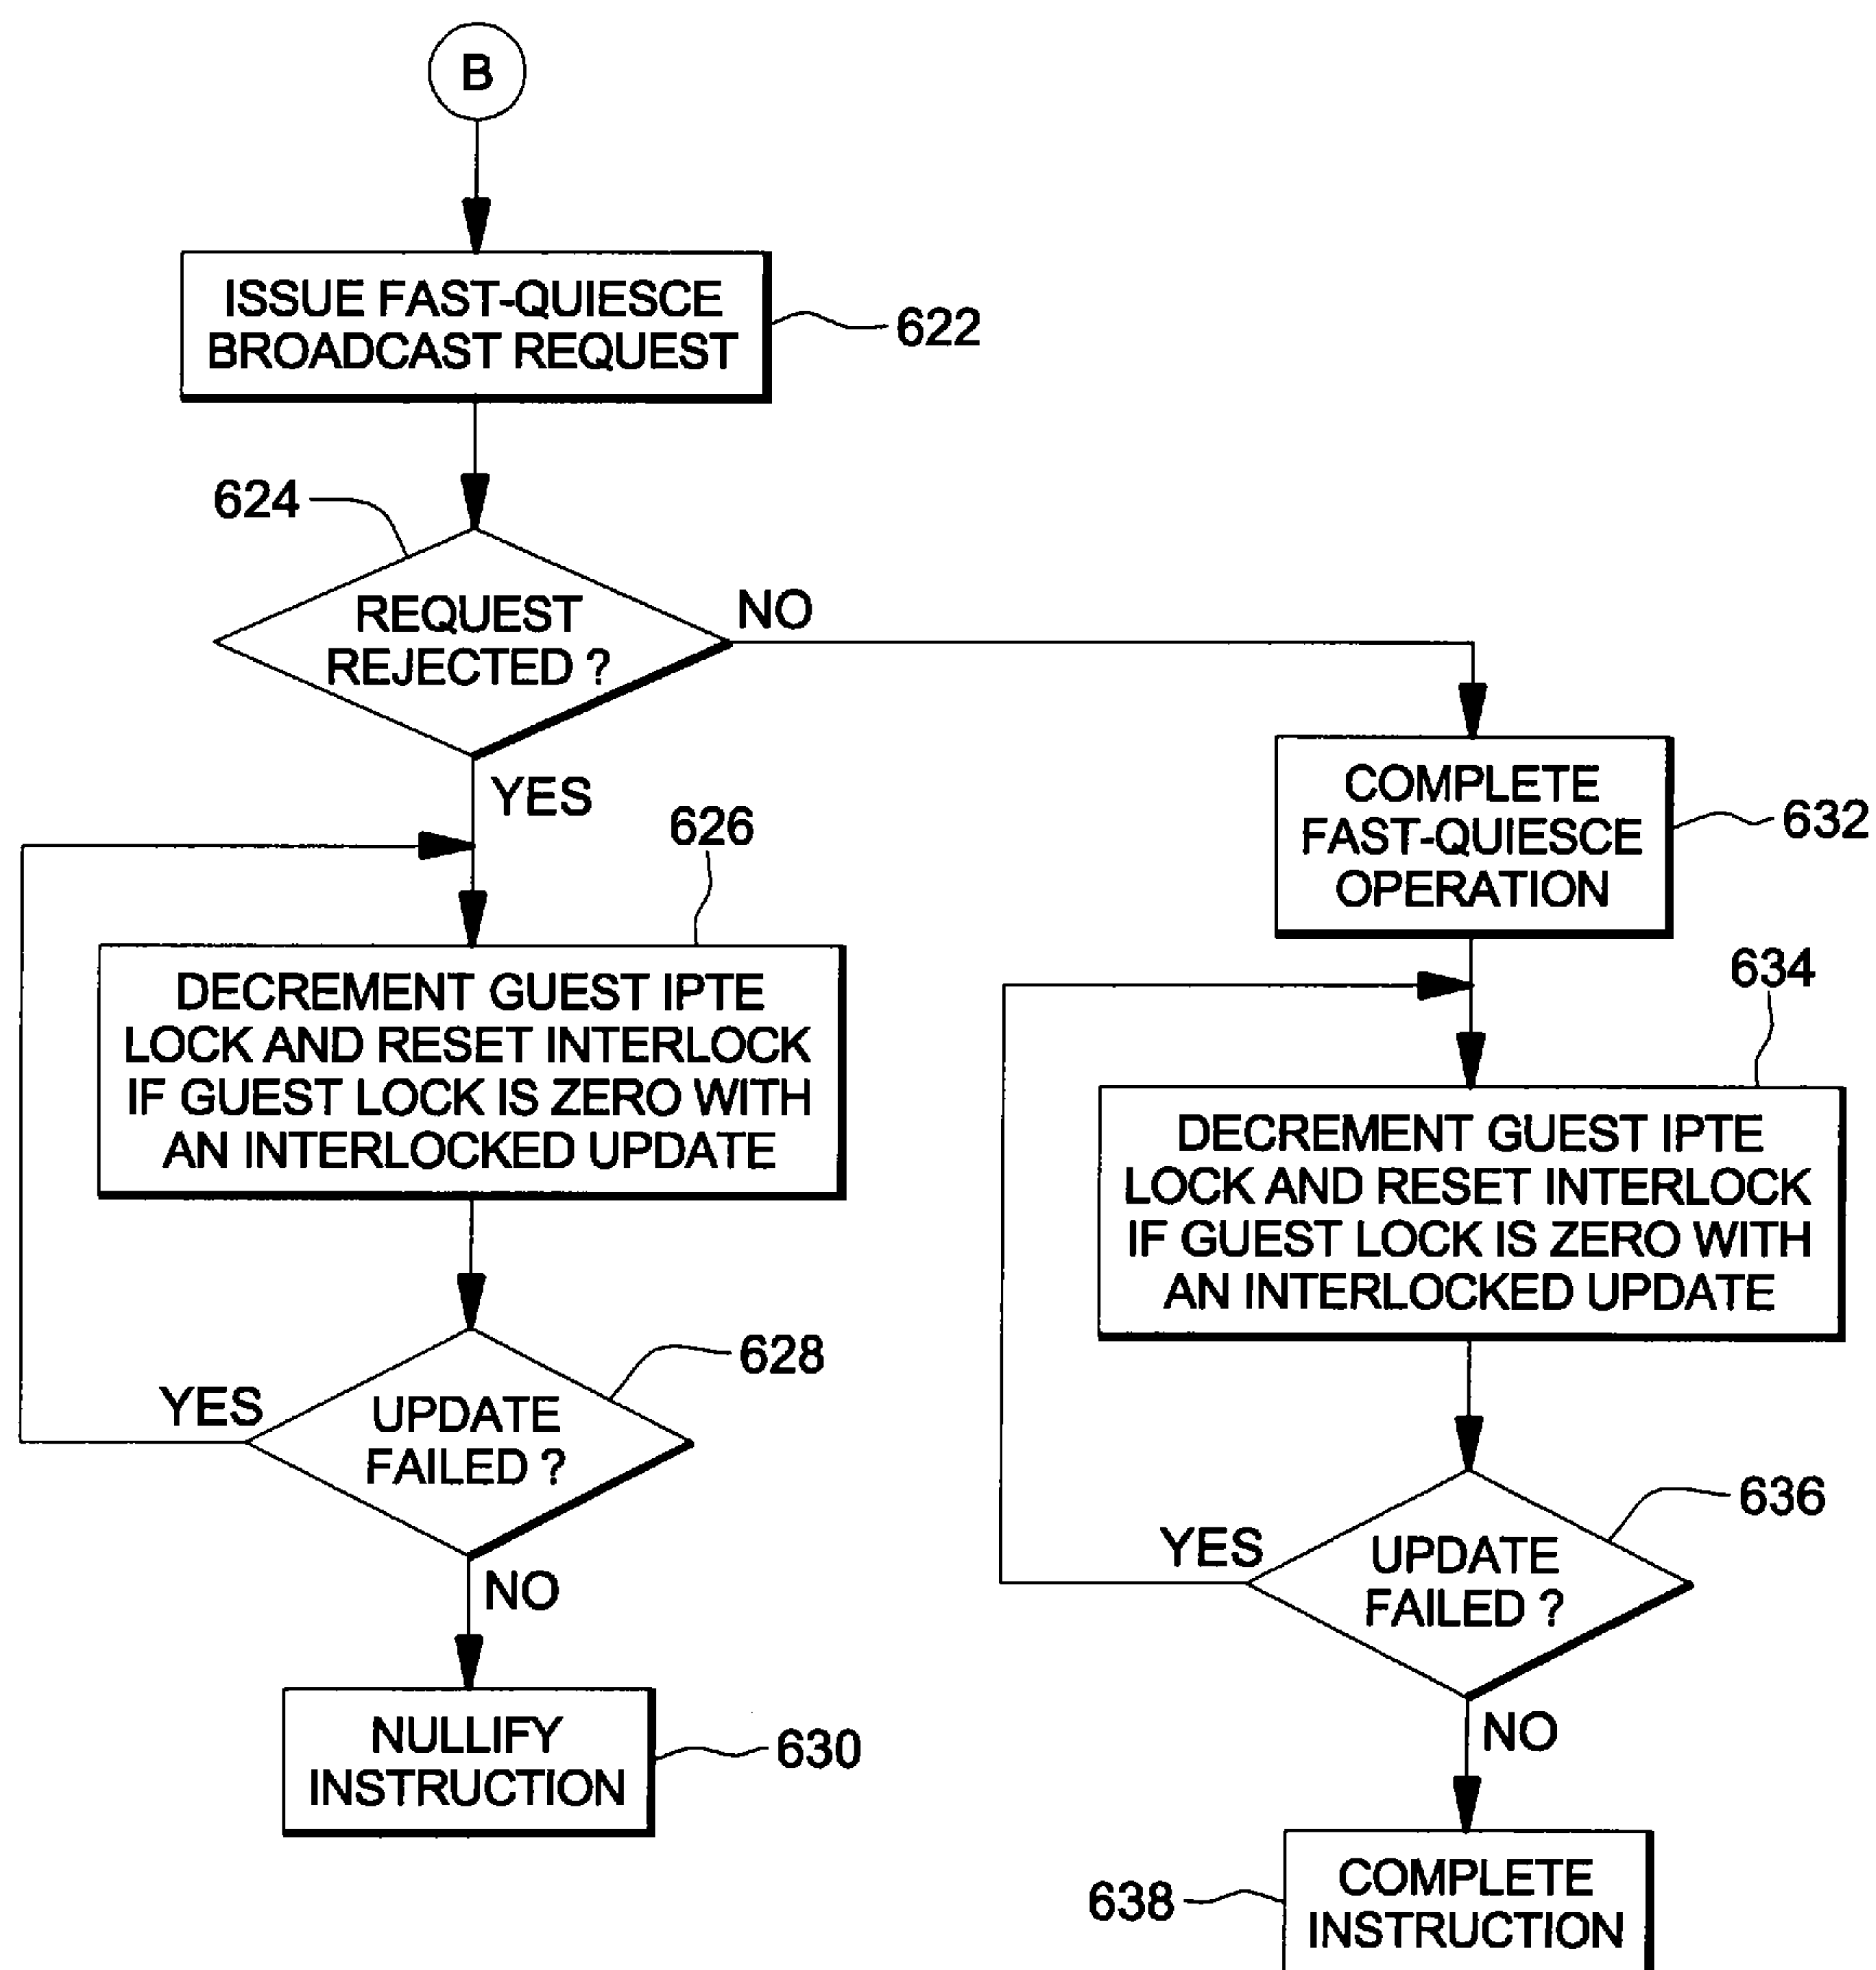 B
ISSUE FAST-QUIESCE
BROADCAST REQUEST
622
624
REQUEST
REJECTED ?
NO
YES
COMPLETE
FAST-QUIESCE
OPERATION
632
626
DECREMENT GUEST IPTE
LOCK AND RESET INTERLOCK
IF GUEST LOCK IS ZERO WITH
AN INTERLOCKED UPDATE
634
DECREMENT GUEST IPTE
LOCK AND RESET INTERLOCK
IF GUEST LOCK IS ZERO WITH
AN INTERLOCKED UPDATE
628
YES
UPDATE
FAILED ?
NO
636
YES
UPDATE
FAILED ?
NO
NULLIFY
INSTRUCTION
630
638
COMPLETE
INSTRUCTION